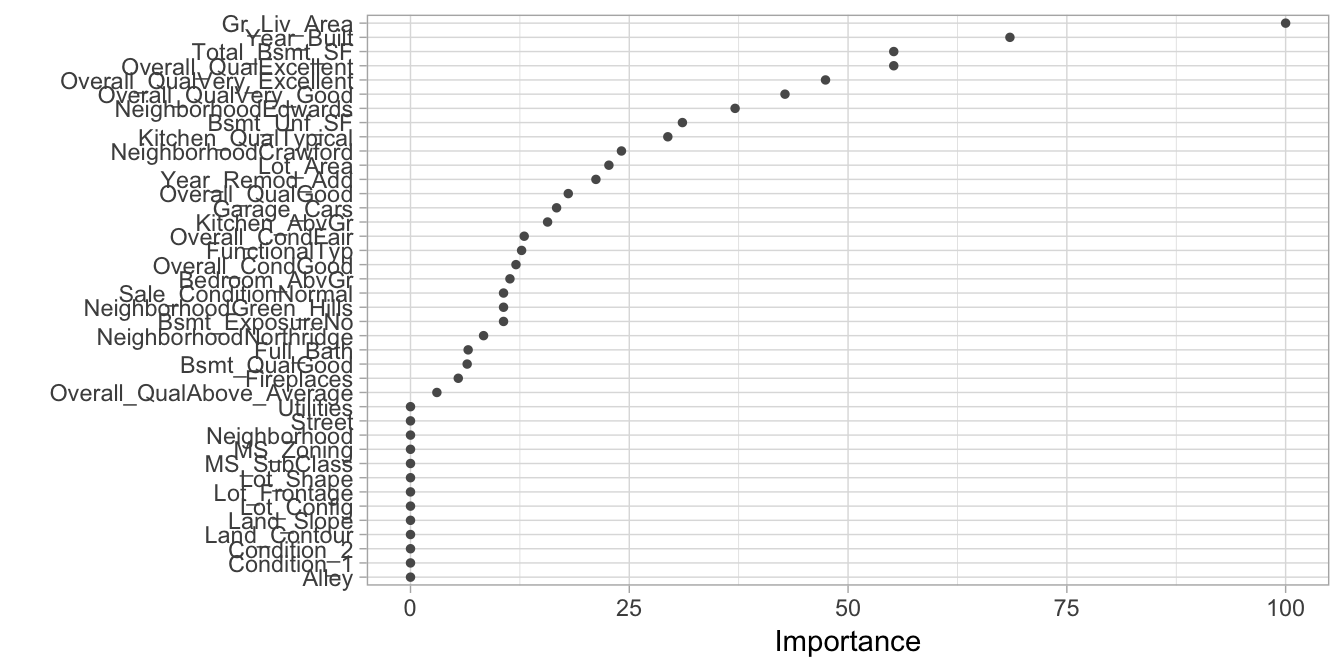 Gr_Liv_Area
Year_Built
Total_Bsmt_SF
Overall_QualExcellent
Overall_QualVery_Excellent
Overall_QualVery_Good
NeighborhoodEdwards
Bsmt_Unf_SF
Kitchen_QualTypical
NeighborhoodCrawford
Lot_Area
Year_Remod_Add
Overall_QualGood
Garage_Cars
Kitchen_AbvGr
Overall_CondFair
FunctionalTyp
Overall_CondGood
Bedroom_AbvGr
Sale_ConditionNormal
NeighborhoodGreen_Hills
Bsmt_ExposureNo
NeighborhoodNorthridge
Full_Bath
Bsmt_QualGood
Fireplaces
Overall_QualAbove_Average
Utilities
Street
Neighborhood
MS_Zoning
MS_SubClass
Lot_Shape
Lot_Frontage
Lot_Config
Land_Slope
Land_Contour
Condition_2
Condition_1
Alley
0 25 50 75 100
Importance